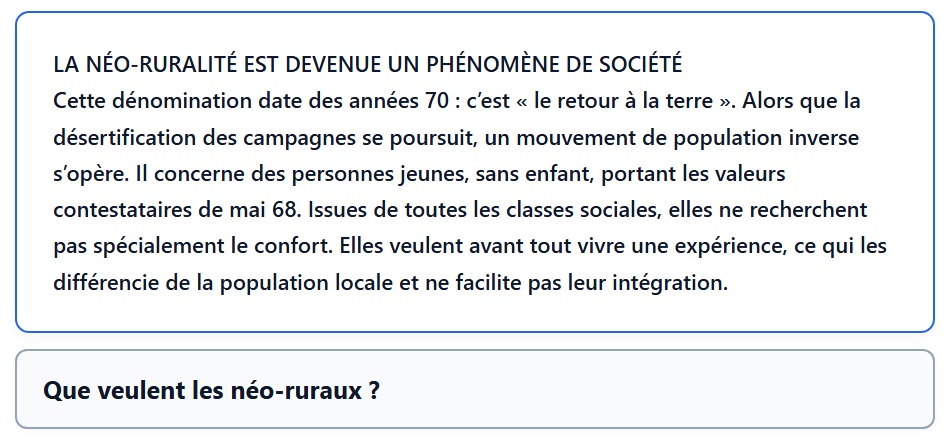 LA NÉO-RURALITÉ EST DEVENUE UN PHÉNOMÈNE DE SOCIÉTÉ
Cette dénomination date des années 70 : c’est « le retour à la terre ». Alors que la
désertification des campagnes se poursuit, un mouvement de population inverse
s’opère. Il concerne des personnes jeunes, sans enfant, portant les valeurs
contestataires de mai 68. Issues de toutes les classes sociales, elles ne recherchent
pas spécialement le confort. Elles veulent avant tout vivre une expérience, ce qui les
différencie de la population locale et ne facilite pas leur intégration.
Que veulent les néo-ruraux ?